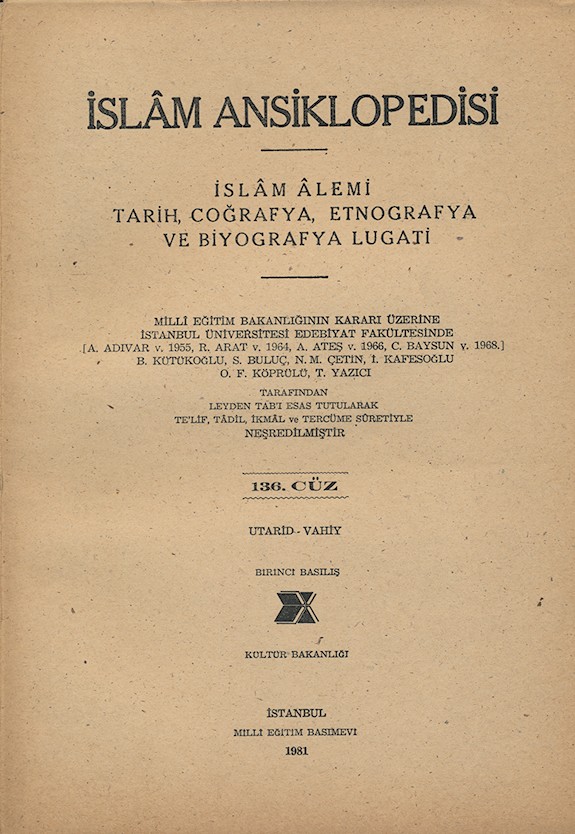 İSLÂM ANSİKLOPEDİSİ
İSLÂM ÂLEMİ
TARİH, COĞRAFYA, ETNOGRAFYA
VE BİYOGRAFYA LUGATİ
MİLLÎ EĞİTİM BAKANLIĞININ KARARI ÜZERİNE
İSTANBUL ÜNİVERSİTESİ EDEBİYAT FAKÜLTESİNDE
[A. ADIVAR v. 1955, R. ARAT v. 1964, A. ATEŞ v. 1966, C. BAYSUN v. 1968.]
B. KÜTÜKOĞLU, S. BULUÇ, N. M. ÇETİN, İ. KAFESOĞLU
O. F. KÖPRÜLÜ, T. YAZICI
TARAFINDAN
LEYDEN TAB'I ESAS TUTULARAK
TE'LİF, TÂDİL, İKMÂL ve TERCÜME SÛRETİYLE
NEŞREDİLMİŞTİR
136. CÜZ
UTARİD - VAHİY
BİRİNCİ BASILIŞ
KÜLTÜR BAKANLIĞI
İSTANBUL
MİLLÎ EĞİTİM BASIMEVİ
1981